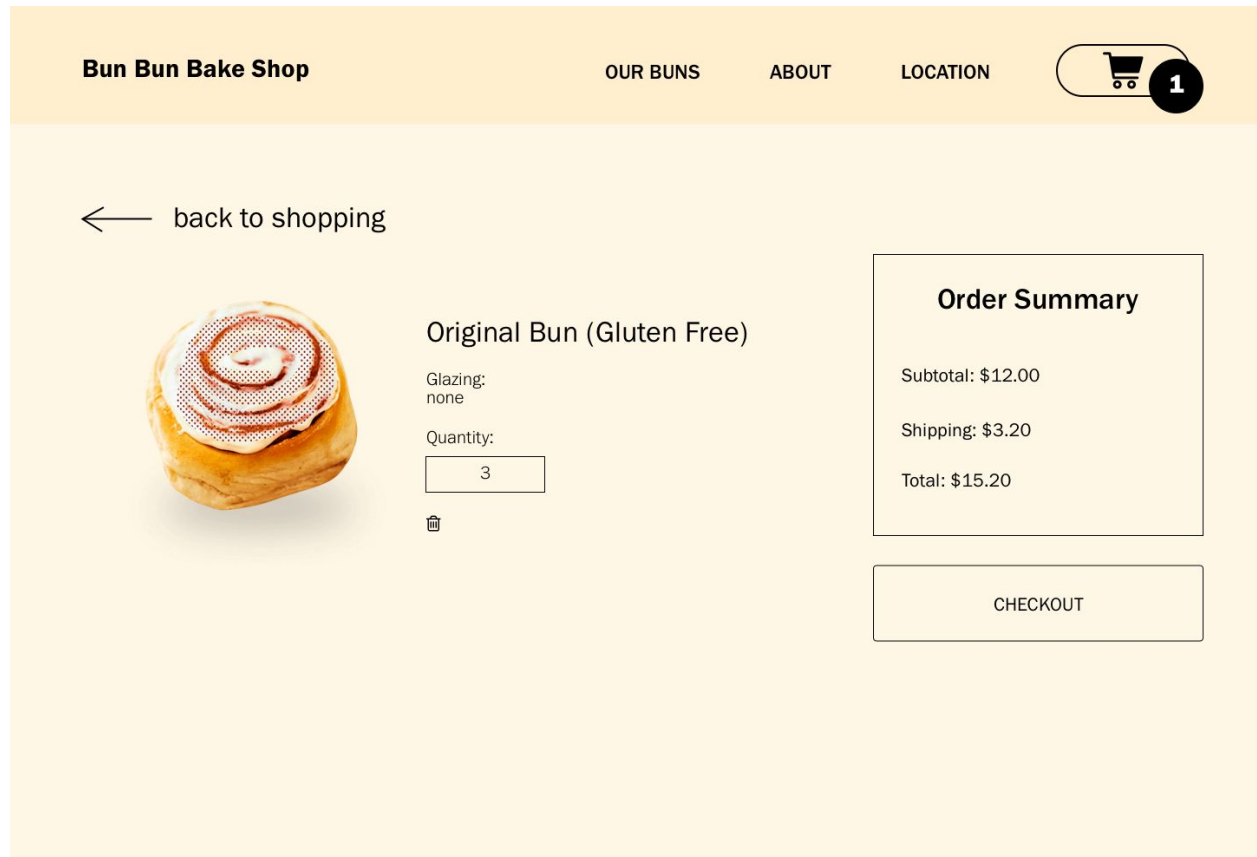 Bun Bun Bake Shop
OUR BUNS
ABOUT
LOCATION
1
back to shopping
Original Bun (Gluten Free)
Glazing:
none
Quantity:
3
Order Summary
Subtotal: $12.00
Shipping: $3.20
Total: $15.20
CHECKOUT